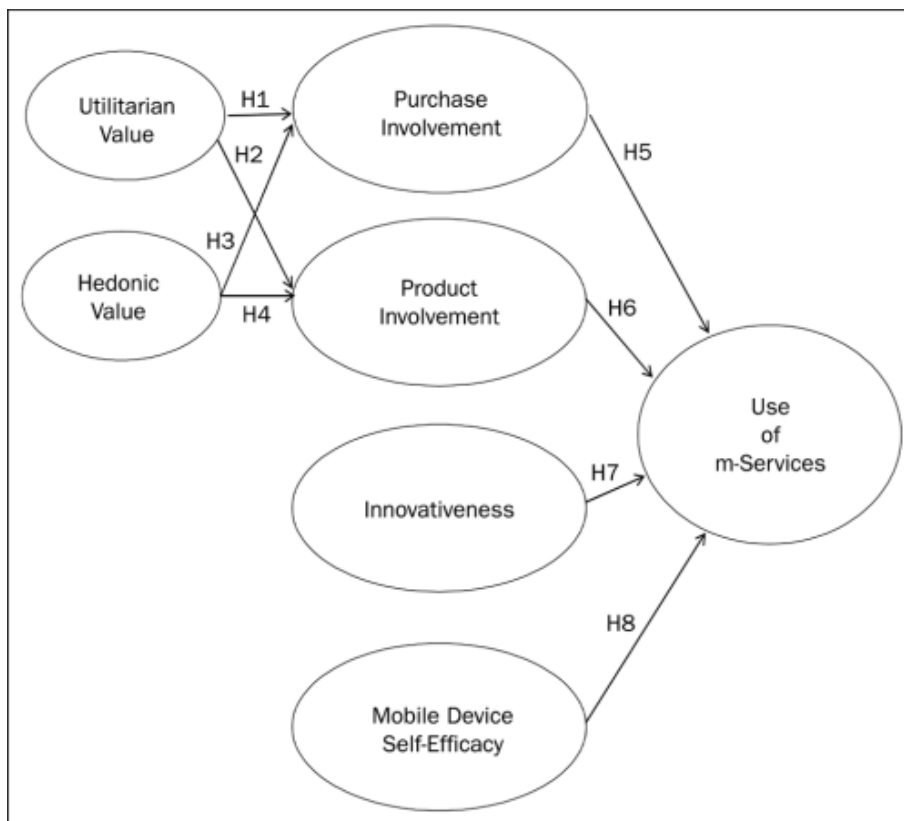 Utilitarian
Value
H1
Purchase
Involvement
H2
H5
H3
Hedonic
Value
H4
Product
Involvement
H6
Use
of
m-Services
H7
Innovativeness
H8
Mobile Device
Self-Efficacy